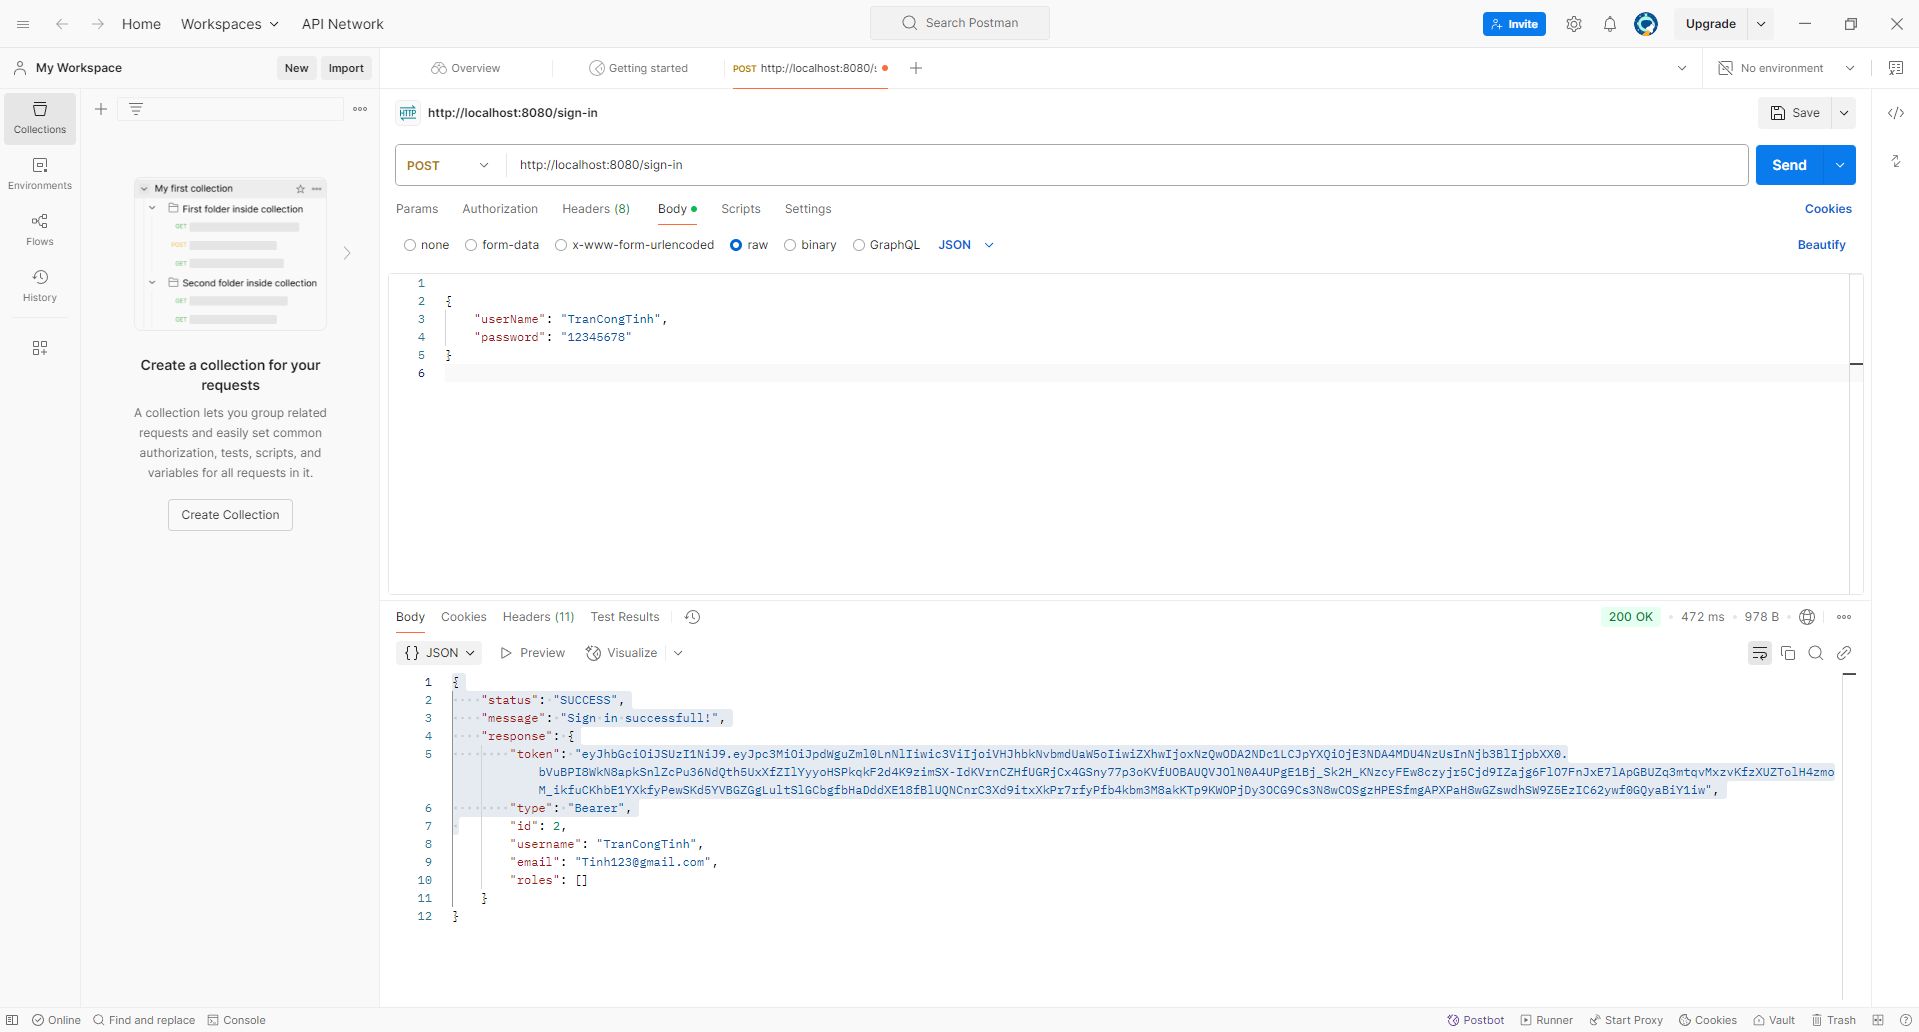 Home
Workspaces
API Network
Search Postman
Invite
Upgrade
My Workspace
New
Import
Overview
Getting started
POST http://localhost:8080/s
No environment
Collections
Environments
Flows
History
My first collection
First folder inside collection
GET
POST
GET
Second folder inside collection
GET
GET
Create a collection for your
requests
A collection lets you group related
requests and easily set common
authorization, tests, scripts, and
variables for all requests in it.
Create Collection
HTTP http://localhost:8080/sign-in
Save
POST
http://localhost:8080/sign-in
Send
Params
Authorization
Headers (8)
Body
Scripts
Settings
Cookies
none
form-data
x-www-form-urlencoded
raw
binary
GraphQL
JSON
Beautify
1
2 {
3 "userName": "TranCongTinh",
4 "password": "12345678"
5 }
6
Body
Cookies
Headers (11)
Test Results
200 OK
472 ms
978 B
{} JSON
Preview
Visualize
1 {
2 "status": "SUCCESS",
3 "message": "Sign in successfull!",
4 "response": {
5 "token": "eyJhbGciOiJSUzI1NiJ9.eyJpc3MiOiJpdWguZml0LnNlIiwic3ViIjoiVHJhbkNvbmdUaW5oIiwiZXhwIjoxNzQwODA2NDc1LCJpYXQiOjE3NDA4MDU4NzUsInNjb3BlIjpbXX0.
bVuBPI8WkN8apkSnlZcPu36NdQth5UxXfZIlYyyoHSPkqkF2d4K9zimSX-IdKVrnCZHfUGRjCx4GSny77p3oKVfUOBAUQVJOlN0A4UPgE1Bj_Sk2H_KNzcyFEw8czyjr5Cjd9IZajg6FlO7FnJxE7lApGBUZq3mtqvMxzvKfzXUZTolH4zmo
M_ikfuCKhbE1YXkfyPewSKd5YVBGZGgLultSlGCbgfbHaDddXE18fBlUQNCnrC3Xd9itxXkPr7rfyPfb4kbm3M8akKTp9KWOPjDy3OCG9Cs3N8wCOSgzHPESfmgAPXPaH8wGZswdhSW9Z5EzIC62ywf0GQyaBiY1iw",
6 "type": "Bearer",
7 "id": 2,
8 "username": "TranCongTinh",
9 "email": "Tinh123@gmail.com",
10 "roles": []
11 }
12 }
Online
Find and replace
Console
Postbot
Runner
Start Proxy
Cookies
Vault
Trash